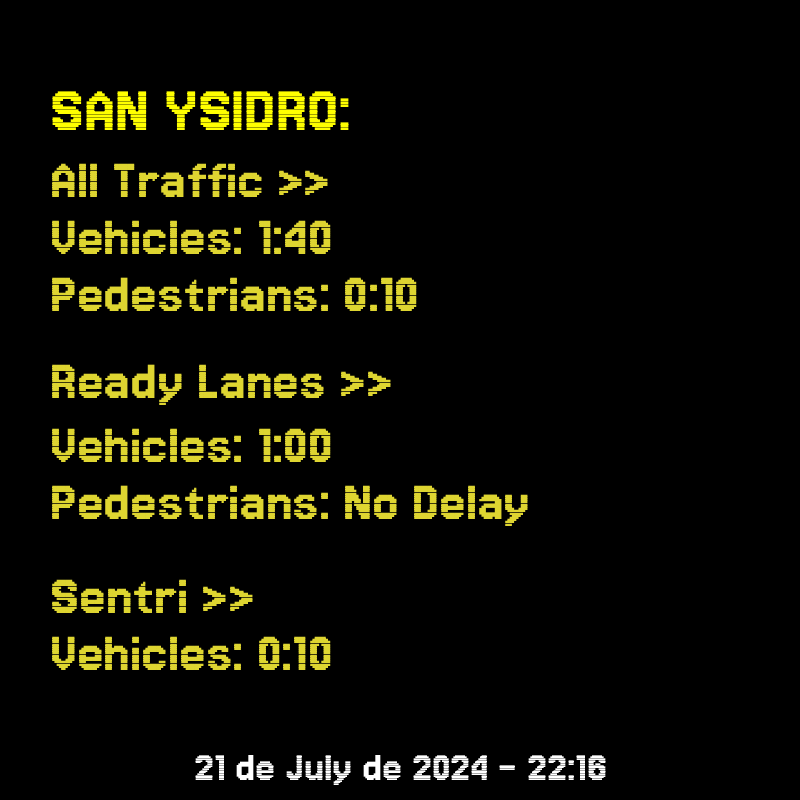 SAN YSIDRO:
All Traffic >>
Vehicles: 1:40
Pedestrians: 0:10
Ready Lanes >>
Vehicles: 1:00
Pedestrians: No Delay
Sentri >>
Vehicles: 0:10
21 de July de 2024 - 22:16